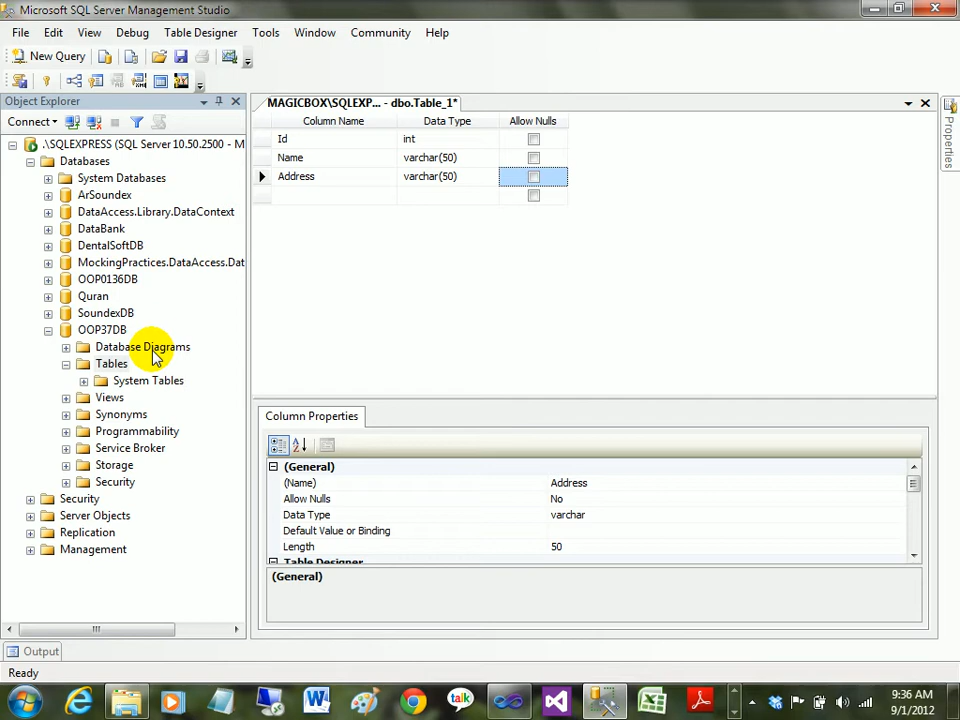 Microsoft SQL Server Management Studio
File Edit View Debug Table Designer Tools Window Community Help
New Query
Object Explorer
Connect
.\SQLEXPRESS (SQL Server 10.50.2500 - M
Databases
System Databases
ArSoundex
DataAccess.Library.DataContext
DataBank
DentalSoftDB
MockingPractices.DataAccess.Dat
OOP0136DB
Quran
SoundexDB
OOP37DB
Database Diagrams
Tables
System Tables
Views
Synonyms
Programmability
Service Broker
Storage
Security
Security
Server Objects
Replication
Management
MAGICBOX\SQLEXP... - dbo.Table_1*
Column Name Data Type Allow Nulls
Id int
Name varchar(50)
Address varchar(50)
Properties
Column Properties
(General)
(Name) Address
Allow Nulls No
Data Type varchar
Default Value or Binding
Length 50
Table Designer
(General)
Output
Ready
talk
9:36 AM
9/1/2012